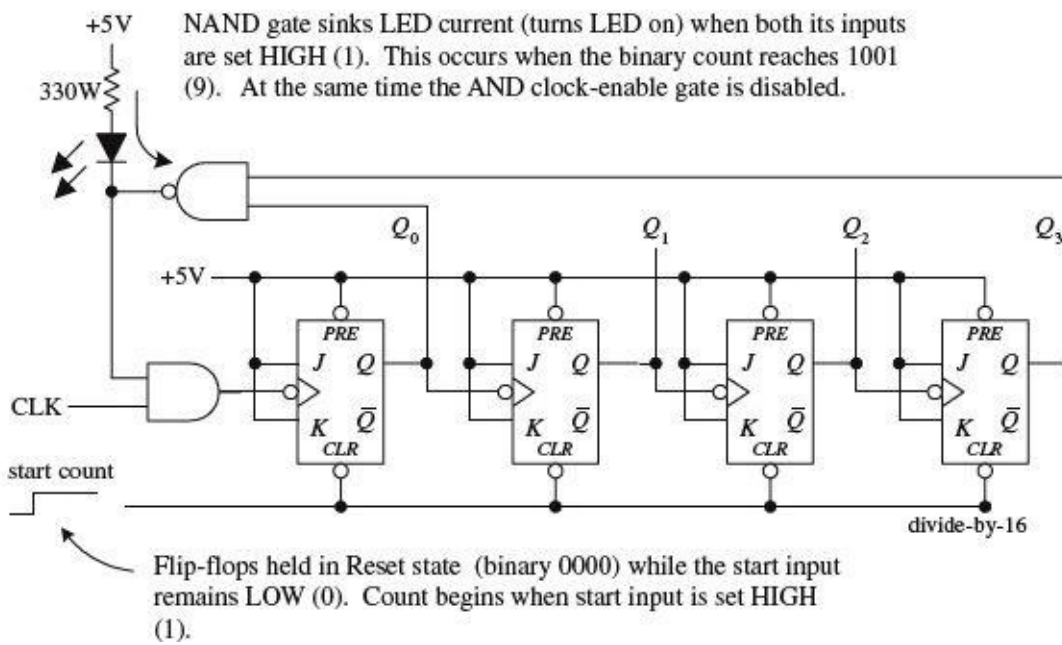 +5V
NAND gate sinks LED current (turns LED on) when both its inputs
are set HIGH (1). This occurs when the binary count reaches 1001
(9). At the same time the AND clock-enable gate is disabled.
330W
Q₀ Q₁ Q₂ Q₃
+5V
PRE PRE PRE PRE
J Q J Q J Q J Q
CLK
K Q̅ K Q̅ K Q̅ K Q̅
CLR CLR CLR CLR
start count
divide-by-16
Flip-flops held in Reset state (binary 0000) while the start input
remains LOW (0). Count begins when start input is set HIGH
(1).